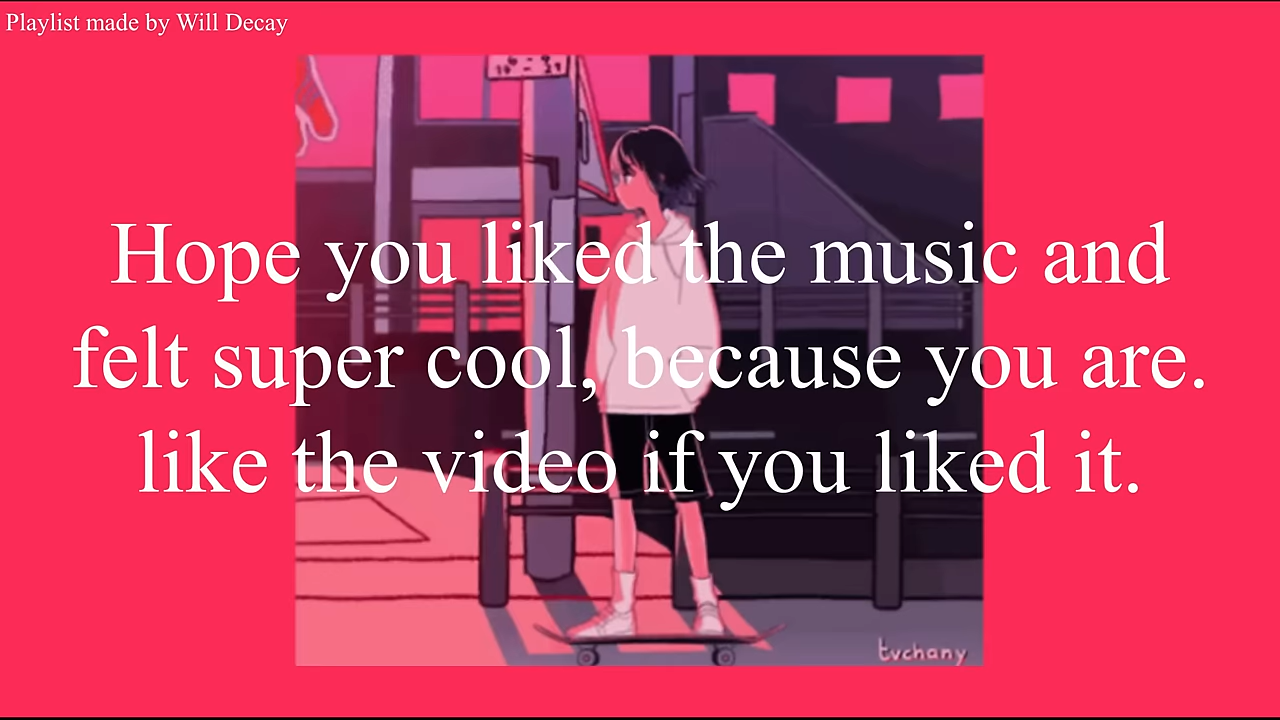 Playlist made by Will Decay
Hope you liked the music and
felt super cool, because you are.
like the video if you liked it.
tvchany